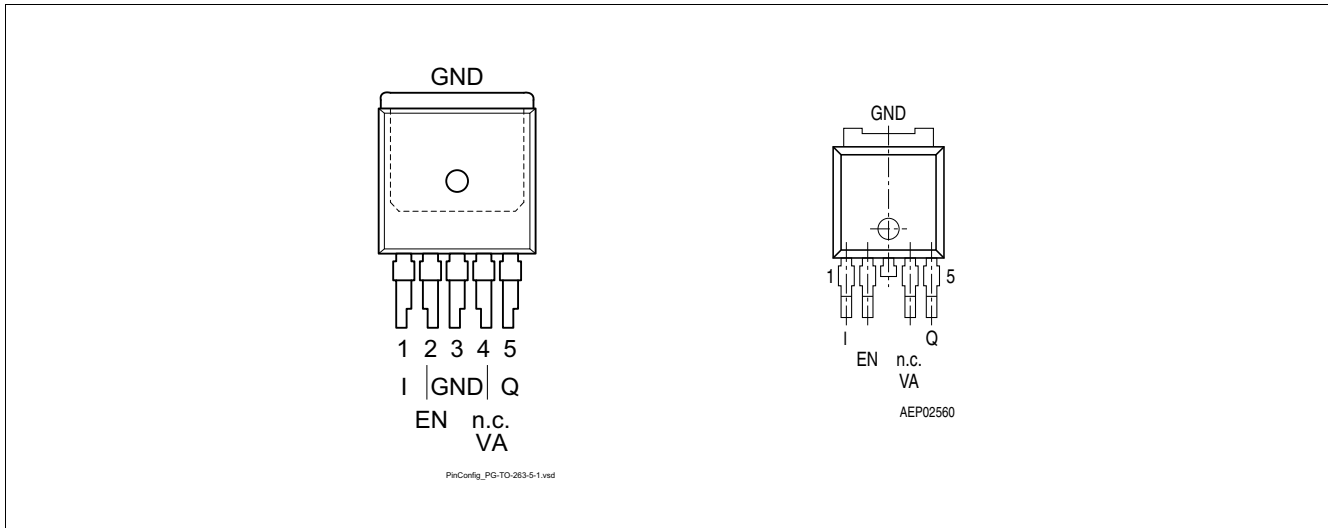 GND
1 2 3 4 5
I GND Q
EN n.c.
VA
PinConfig_PG-TO-263-5-1.vsd
GND
1 5
I Q
EN n.c.
VA
AEP02560